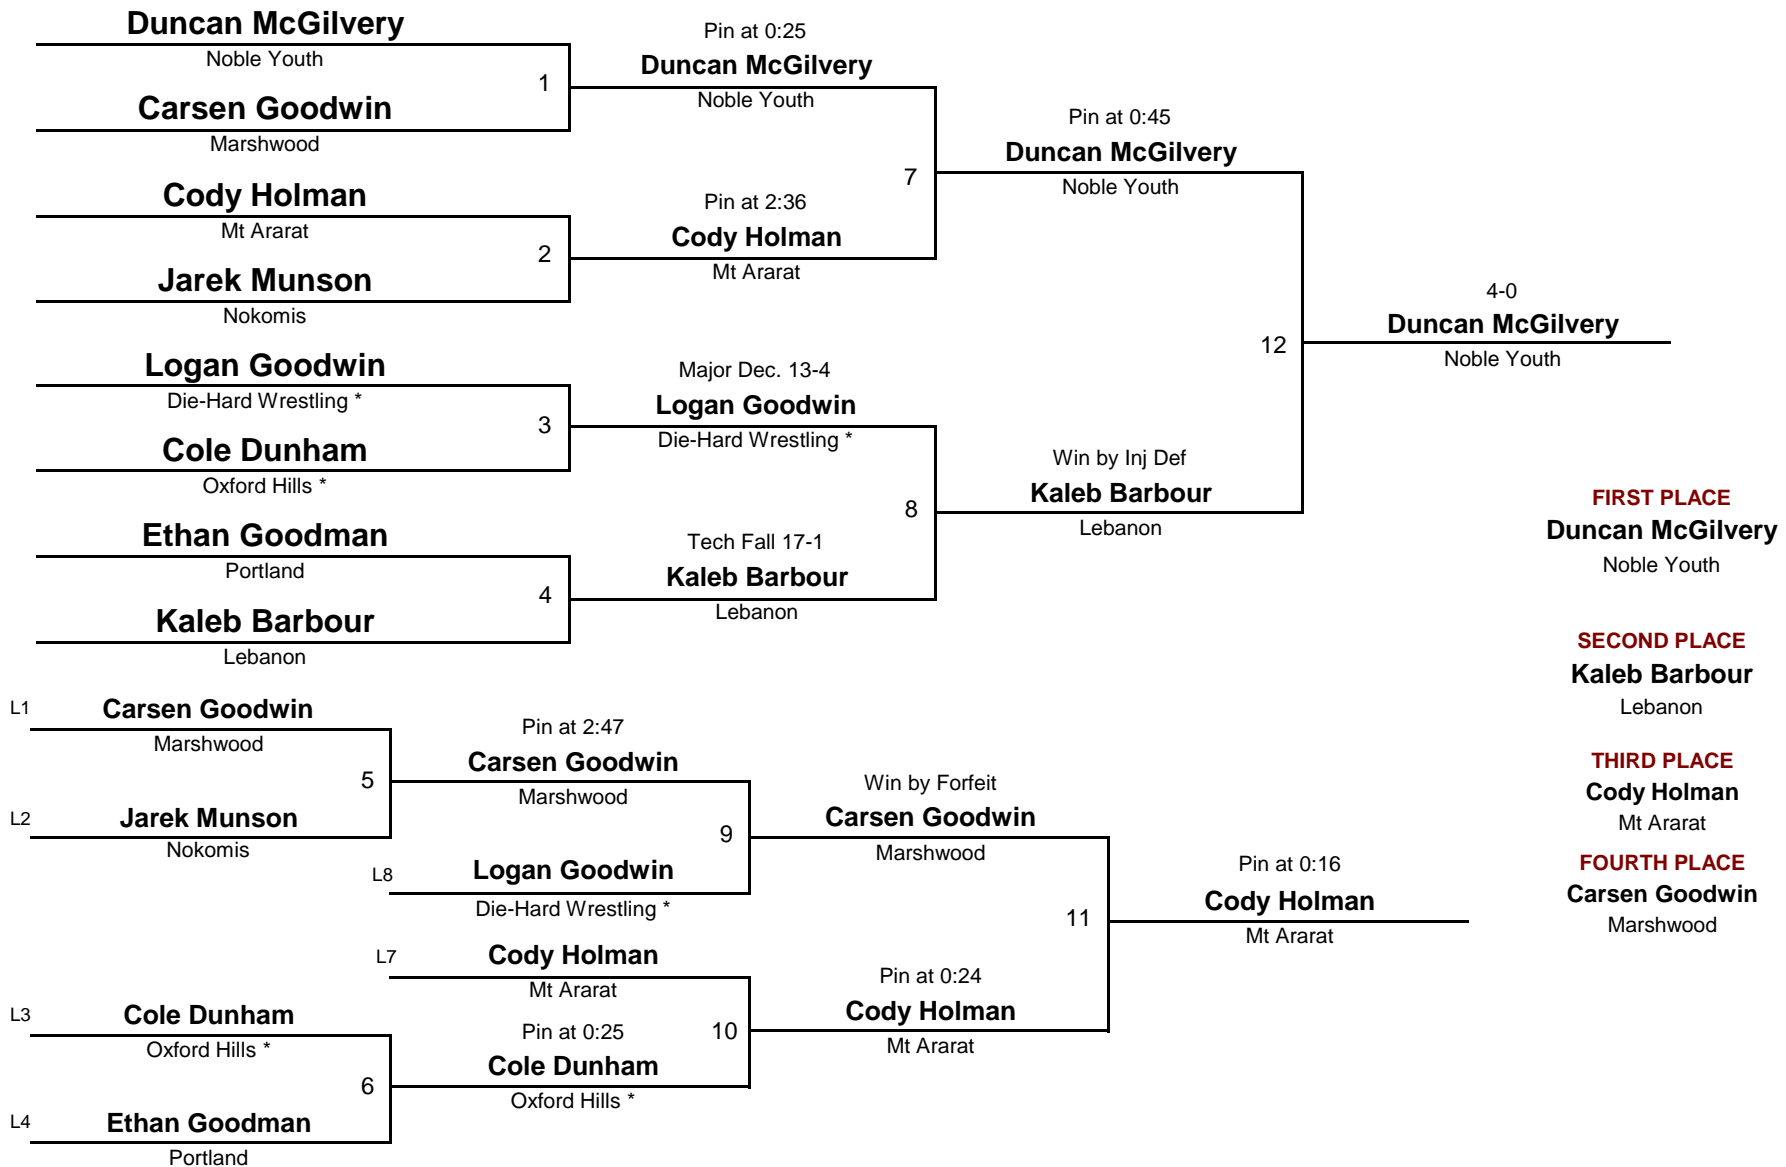 Duncan McGilvery
Noble Youth
1
Carsen Goodwin
Marshwood
Pin at 0:25
Duncan McGilvery
Noble Youth
Cody Holman
Mt Ararat
2
Jarek Munson
Nokomis
Pin at 2:36
Cody Holman
Mt Ararat
7
Pin at 0:45
Duncan McGilvery
Noble Youth
Logan Goodwin
Die-Hard Wrestling *
3
Cole Dunham
Oxford Hills *
Major Dec. 13-4
Logan Goodwin
Die-Hard Wrestling *
Ethan Goodman
Portland
4
Kaleb Barbour
Lebanon
Tech Fall 17-1
Kaleb Barbour
Lebanon
8
Win by Inj Def
Kaleb Barbour
Lebanon
12
4-0
Duncan McGilvery
Noble Youth
FIRST PLACE
Duncan McGilvery
Noble Youth
SECOND PLACE
Kaleb Barbour
Lebanon
THIRD PLACE
Cody Holman
Mt Ararat
FOURTH PLACE
Carsen Goodwin
Marshwood
L1
Carsen Goodwin
Marshwood
5
L2
Jarek Munson
Nokomis
Pin at 2:47
Carsen Goodwin
Marshwood
9
L8
Logan Goodwin
Die-Hard Wrestling *
Win by Forfeit
Carsen Goodwin
Marshwood
L7
Cody Holman
Mt Ararat
L3
Cole Dunham
Oxford Hills *
6
L4
Ethan Goodman
Portland
Pin at 0:25
Cole Dunham
Oxford Hills *
10
Pin at 0:24
Cody Holman
Mt Ararat
11
Pin at 0:16
Cody Holman
Mt Ararat